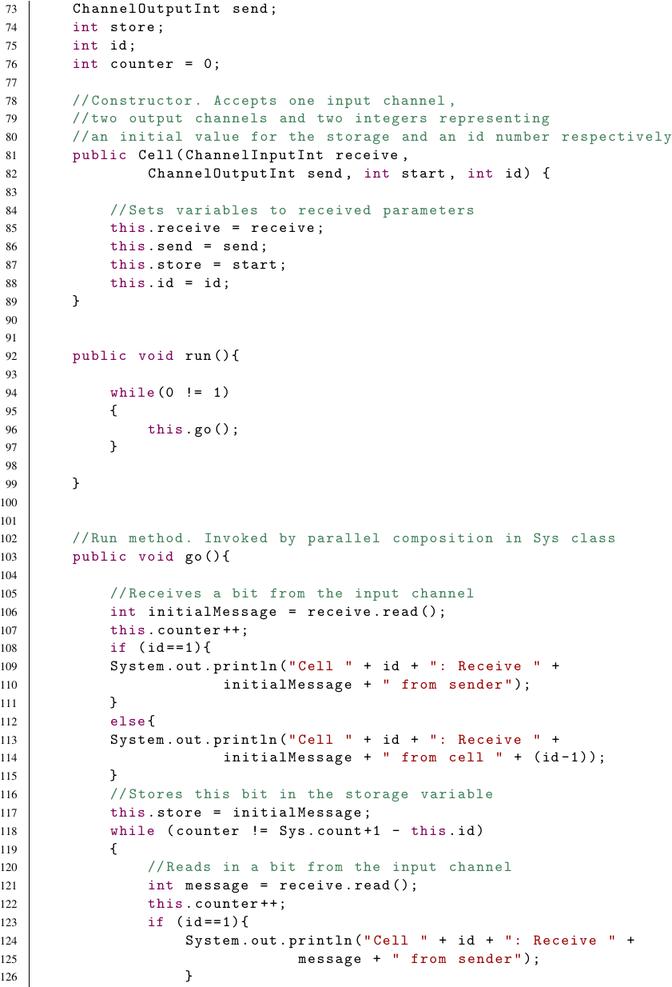 73 ChannelOutputInt send;
74 int store;
75 int id;
76 int counter = 0;
77
78 //Constructor. Accepts one input channel,
79 //two output channels and two integers representing
80 //an initial value for the storage and an id number respectively
81 public Cell(ChannelInputInt receive,
82 ChannelOutputInt send, int start, int id) {
83
84 //Sets variables to received parameters
85 this.receive = receive;
86 this.send = send;
87 this.store = start;
88 this.id = id;
89 }
90
91
92 public void run(){
93
94 while(0 != 1)
95 {
96 this.go();
97 }
98
99 }
100
101
102 //Run method. Invoked by parallel composition in Sys class
103 public void go(){
104
105 //Receives a bit from the input channel
106 int initialMessage = receive.read();
107 this.counter++;
108 if (id==1){
109 System.out.println("Cell " + id + ": Receive " +
110 initialMessage + " from sender");
111 }
112 else{
113 System.out.println("Cell " + id + ": Receive " +
114 initialMessage + " from cell " + (id-1));
115 }
116 //Stores this bit in the storage variable
117 this.store = initialMessage;
118 while (counter != Sys.count+1 - this.id)
119 {
120 //Reads in a bit from the input channel
121 int message = receive.read();
122 this.counter++;
123 if (id==1){
124 System.out.println("Cell " + id + ": Receive " +
125 message + " from sender");
126 }